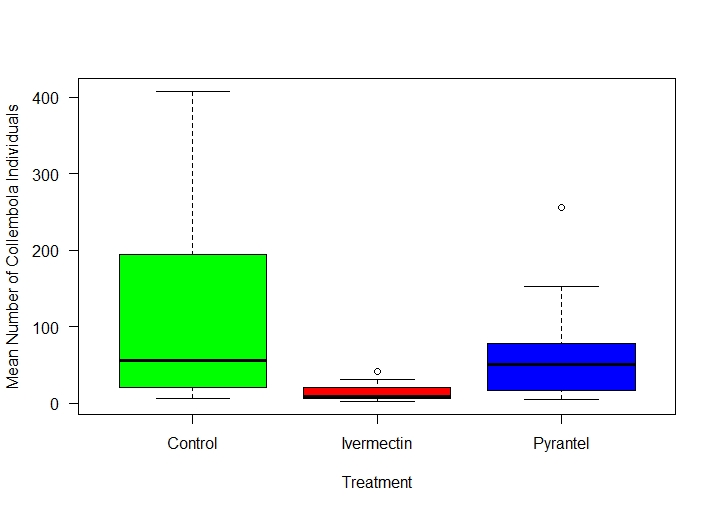 Mean Number of Collembola Individuals
400
300
200
100
0
Control Ivermectin Pyrantel
Treatment